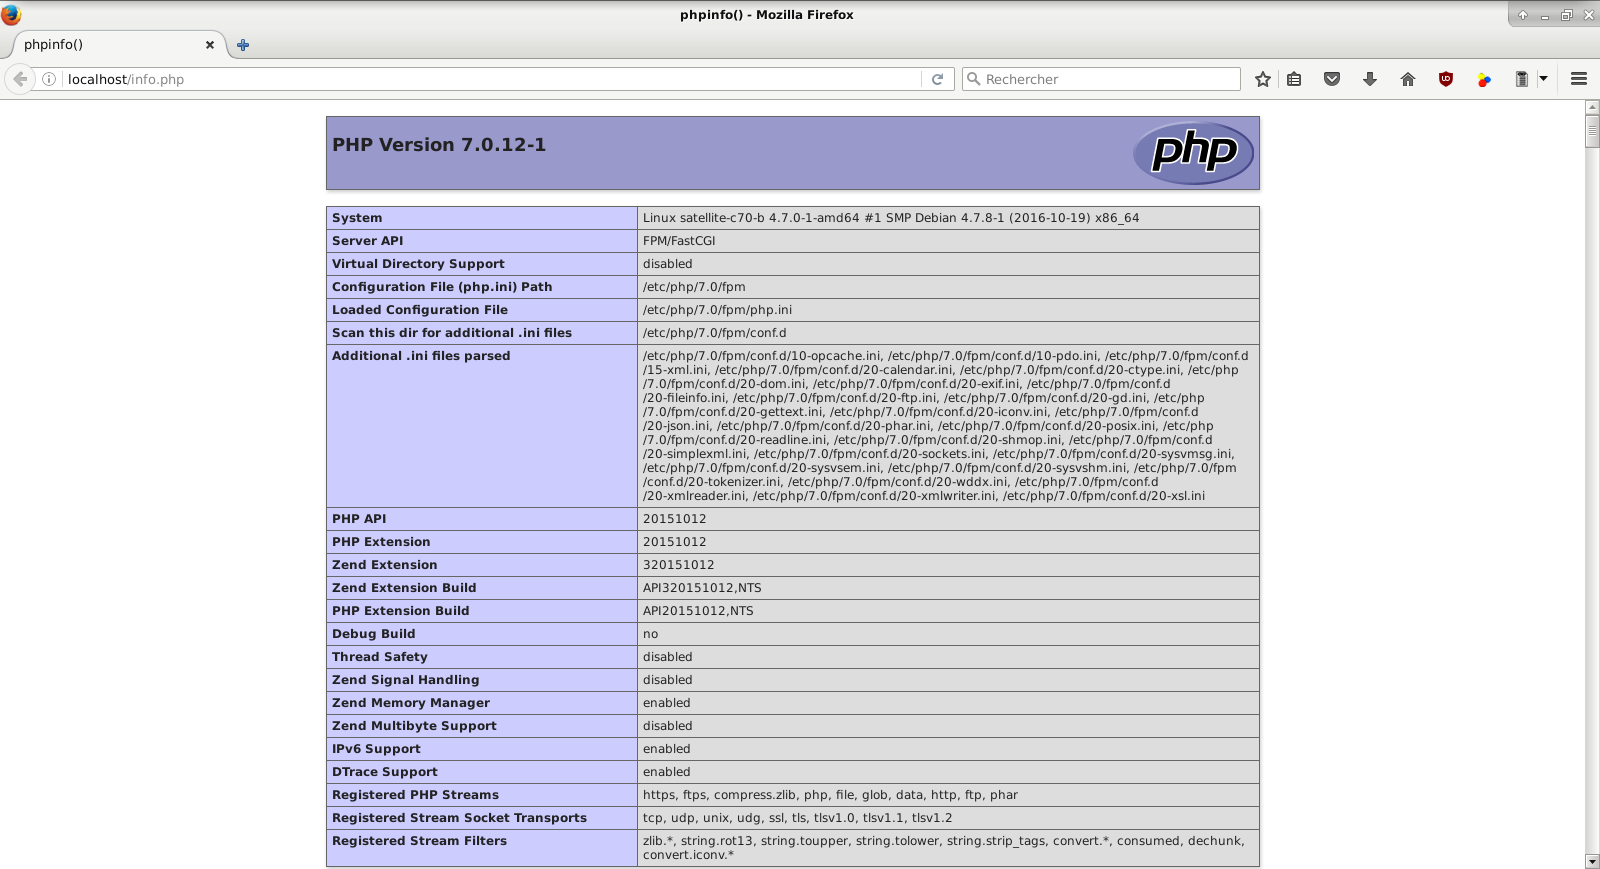 phpinfo() - Mozilla Firefox
phpinfo()
localhost/info.php
Rechercher
PHP Version 7.0.12-1
php
System Linux satellite-c70-b 4.7.0-1-amd64 #1 SMP Debian 4.7.8-1 (2016-10-19) x86_64
Server API FPM/FastCGI
Virtual Directory Support disabled
Configuration File (php.ini) Path /etc/php/7.0/fpm
Loaded Configuration File /etc/php/7.0/fpm/php.ini
Scan this dir for additional .ini files /etc/php/7.0/fpm/conf.d
Additional .ini files parsed /etc/php/7.0/fpm/conf.d/10-opcache.ini, /etc/php/7.0/fpm/conf.d/10-pdo.ini, /etc/php/7.0/fpm/conf.d
/15-xml.ini, /etc/php/7.0/fpm/conf.d/20-calendar.ini, /etc/php/7.0/fpm/conf.d/20-ctype.ini, /etc/php
/7.0/fpm/conf.d/20-dom.ini, /etc/php/7.0/fpm/conf.d/20-exif.ini, /etc/php/7.0/fpm/conf.d
/20-fileinfo.ini, /etc/php/7.0/fpm/conf.d/20-ftp.ini, /etc/php/7.0/fpm/conf.d/20-gd.ini, /etc/php
/7.0/fpm/conf.d/20-gettext.ini, /etc/php/7.0/fpm/conf.d/20-iconv.ini, /etc/php/7.0/fpm/conf.d
/20-json.ini, /etc/php/7.0/fpm/conf.d/20-phar.ini, /etc/php/7.0/fpm/conf.d/20-posix.ini, /etc/php
/7.0/fpm/conf.d/20-readline.ini, /etc/php/7.0/fpm/conf.d/20-shmop.ini, /etc/php/7.0/fpm/conf.d
/20-simplexml.ini, /etc/php/7.0/fpm/conf.d/20-sockets.ini, /etc/php/7.0/fpm/conf.d/20-sysvmsg.ini,
/etc/php/7.0/fpm/conf.d/20-sysvsem.ini, /etc/php/7.0/fpm/conf.d/20-sysvshm.ini, /etc/php/7.0/fpm
/conf.d/20-tokenizer.ini, /etc/php/7.0/fpm/conf.d/20-wddx.ini, /etc/php/7.0/fpm/conf.d
/20-xmlreader.ini, /etc/php/7.0/fpm/conf.d/20-xmlwriter.ini, /etc/php/7.0/fpm/conf.d/20-xsl.ini
PHP API 20151012
PHP Extension 20151012
Zend Extension 320151012
Zend Extension Build API320151012,NTS
PHP Extension Build API20151012,NTS
Debug Build no
Thread Safety disabled
Zend Signal Handling disabled
Zend Memory Manager enabled
Zend Multibyte Support disabled
IPv6 Support enabled
DTrace Support enabled
Registered PHP Streams https, ftps, compress.zlib, php, file, glob, data, http, ftp, phar
Registered Stream Socket Transports tcp, udp, unix, udg, ssl, tls, tlsv1.0, tlsv1.1, tlsv1.2
Registered Stream Filters zlib.*, string.rot13, string.toupper, string.tolower, string.strip_tags, convert.*, consumed, dechunk,
convert.iconv.*